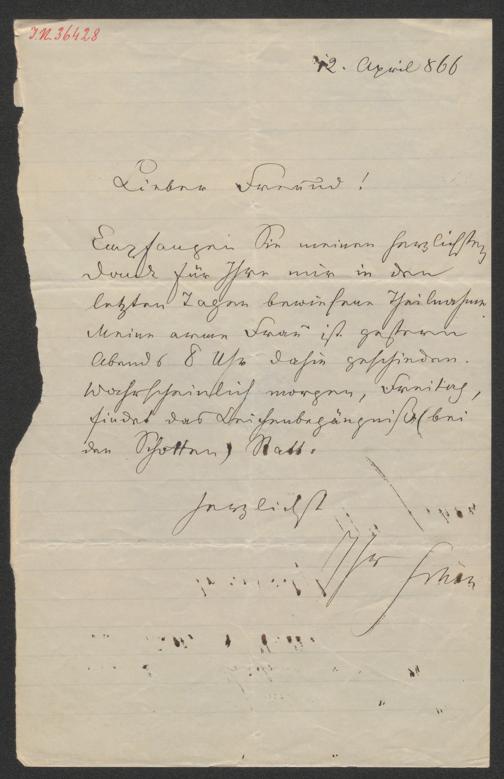 I.N. 36428
12. April 866
Lieber Freund!
Empfangen Sie meinen herzlichsten
Dank für Ihre mir in den
letzten Tagen bewiesene Theilnahme
Meine arme Frau ist gestern
Abends 8 Uhr dahin geschieden.
Wahrscheinlich morgen, Freitag,
findet das Leichenbegängniß (bei
den Schotten) Statt.
Herzlichst
Ihr